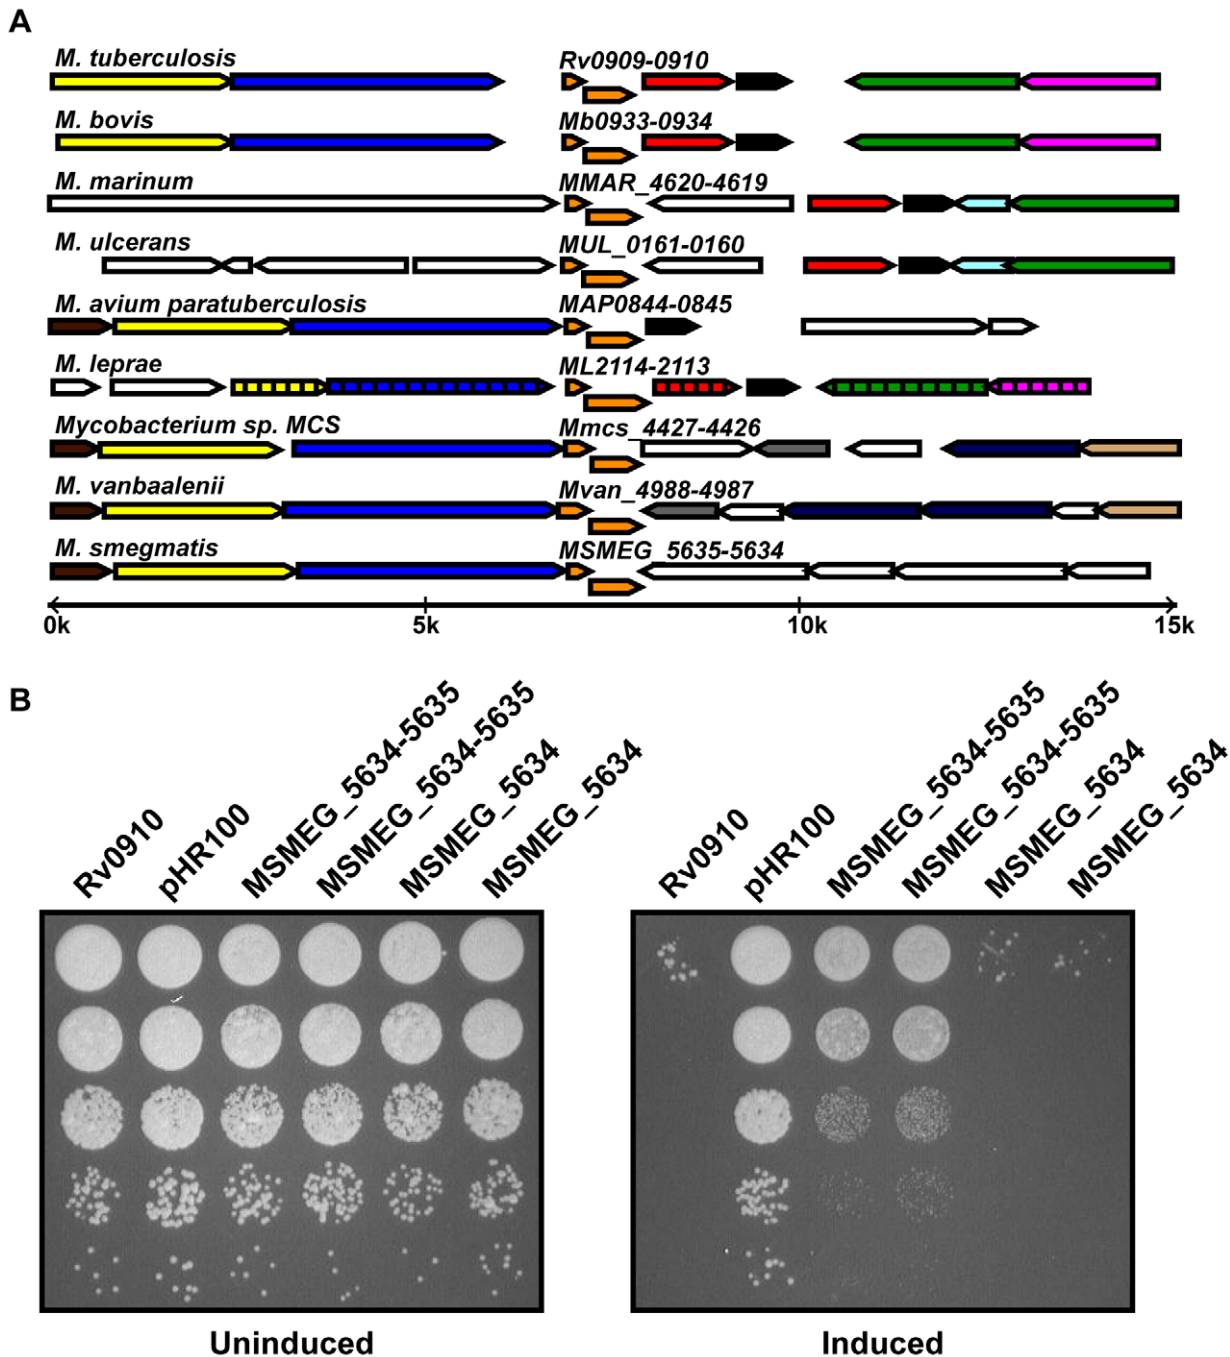 A
M. tuberculosis Rv0909-0910
M. bovis Mb0933-0934
M. marinum MMAR_4620-4619
M. ulcerans MUL_0161-0160
M. avium paratuberculosis MAP0844-0845
M. leprae ML2114-2113
Mycobacterium sp. MCS Mmcs_4427-4426
M. vanbaalenii Mvan_4988-4987
M. smegmatis MSMEG_5635-5634
0k 5k 10k 15k
B
Rv0910
pHR100
MSMEG_5634-5635
MSMEG_5634-5635
MSMEG_5634
MSMEG_5634
Rv0910
pHR100
MSMEG_5634-5635
MSMEG_5634-5635
MSMEG_5634
MSMEG_5634
Uninduced Induced